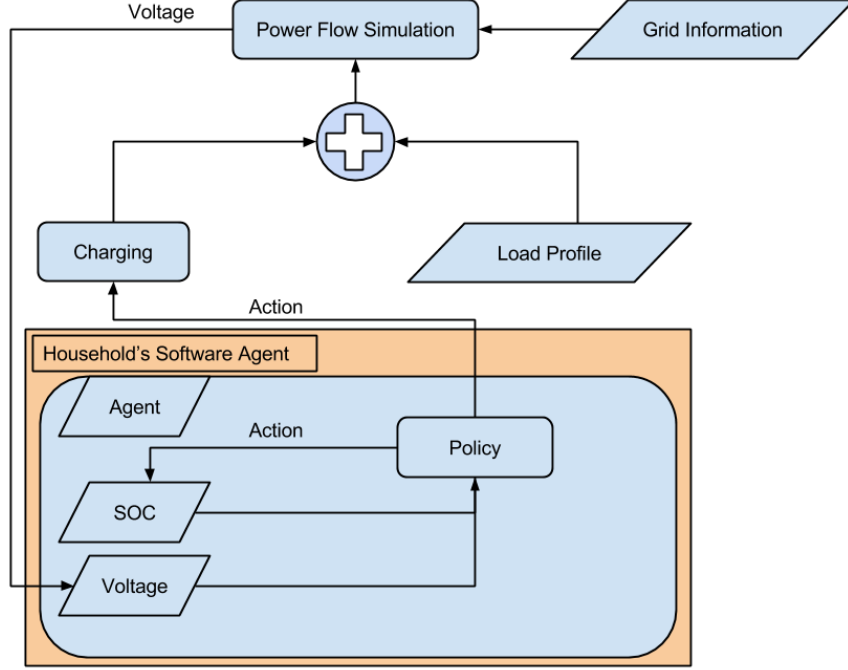 Voltage
Power Flow Simulation
Grid Information
Charging
Load Profile
Action
Household's Software Agent
Agent
Action
Policy
SOC
Voltage